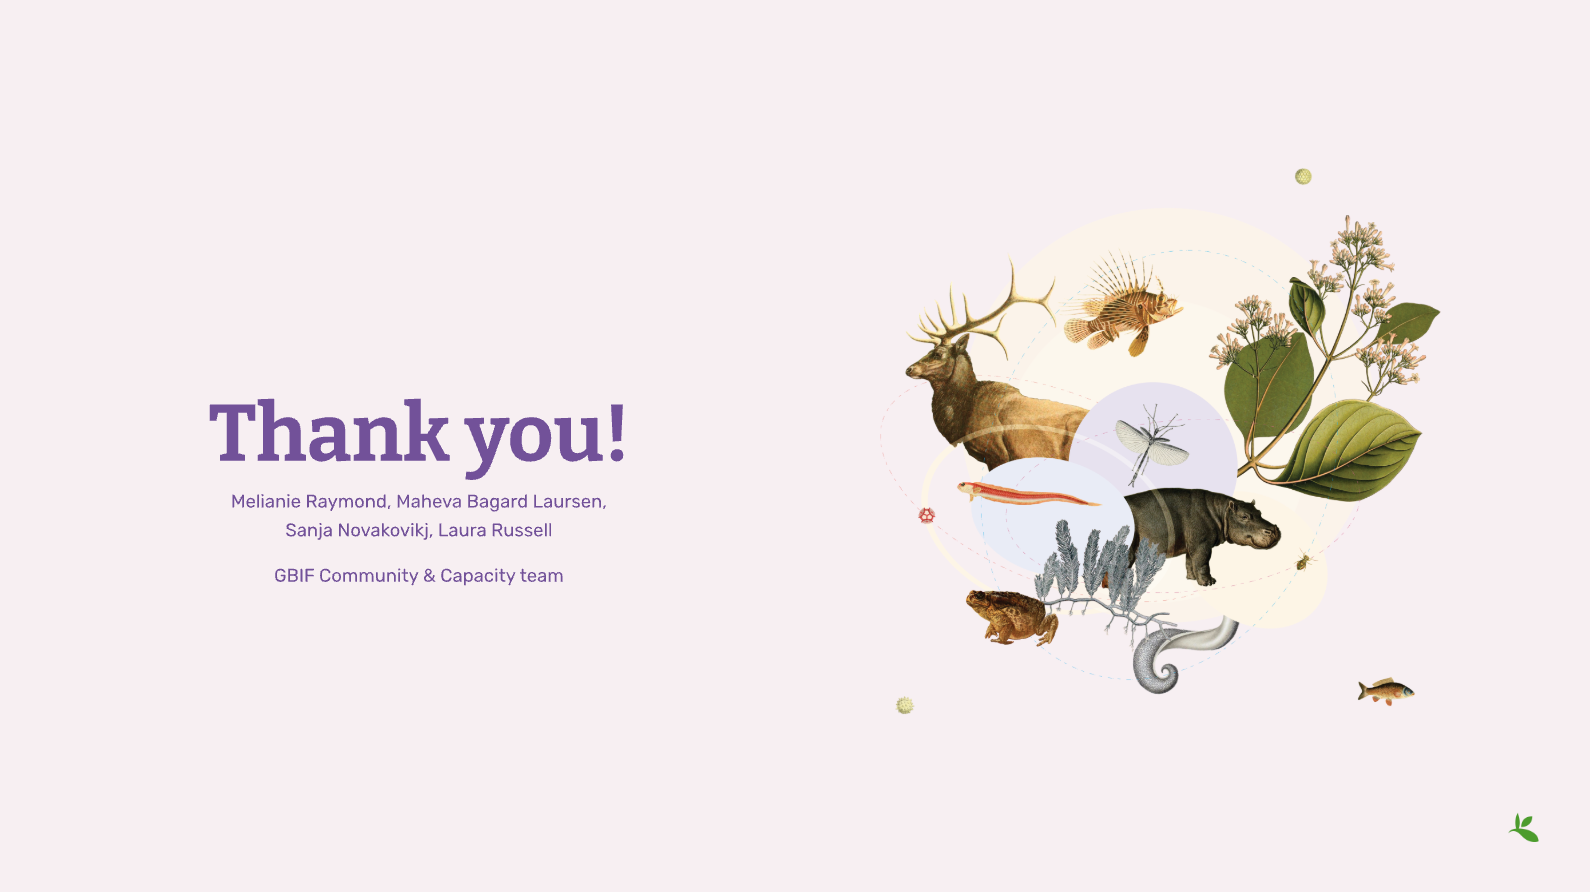 Thank you!
Melianie Raymond, Maheva Bagard Laursen,
Sanja Novakovikj, Laura Russell
GBIF Community & Capacity team